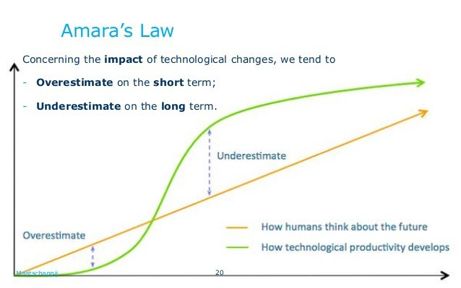 Amara's Law
Concerning the impact of technological changes, we tend to
- Overestimate on the short term;
- Underestimate on the long term.
Underestimate
Overestimate
How humans think about the future
How technological productivity develops
20